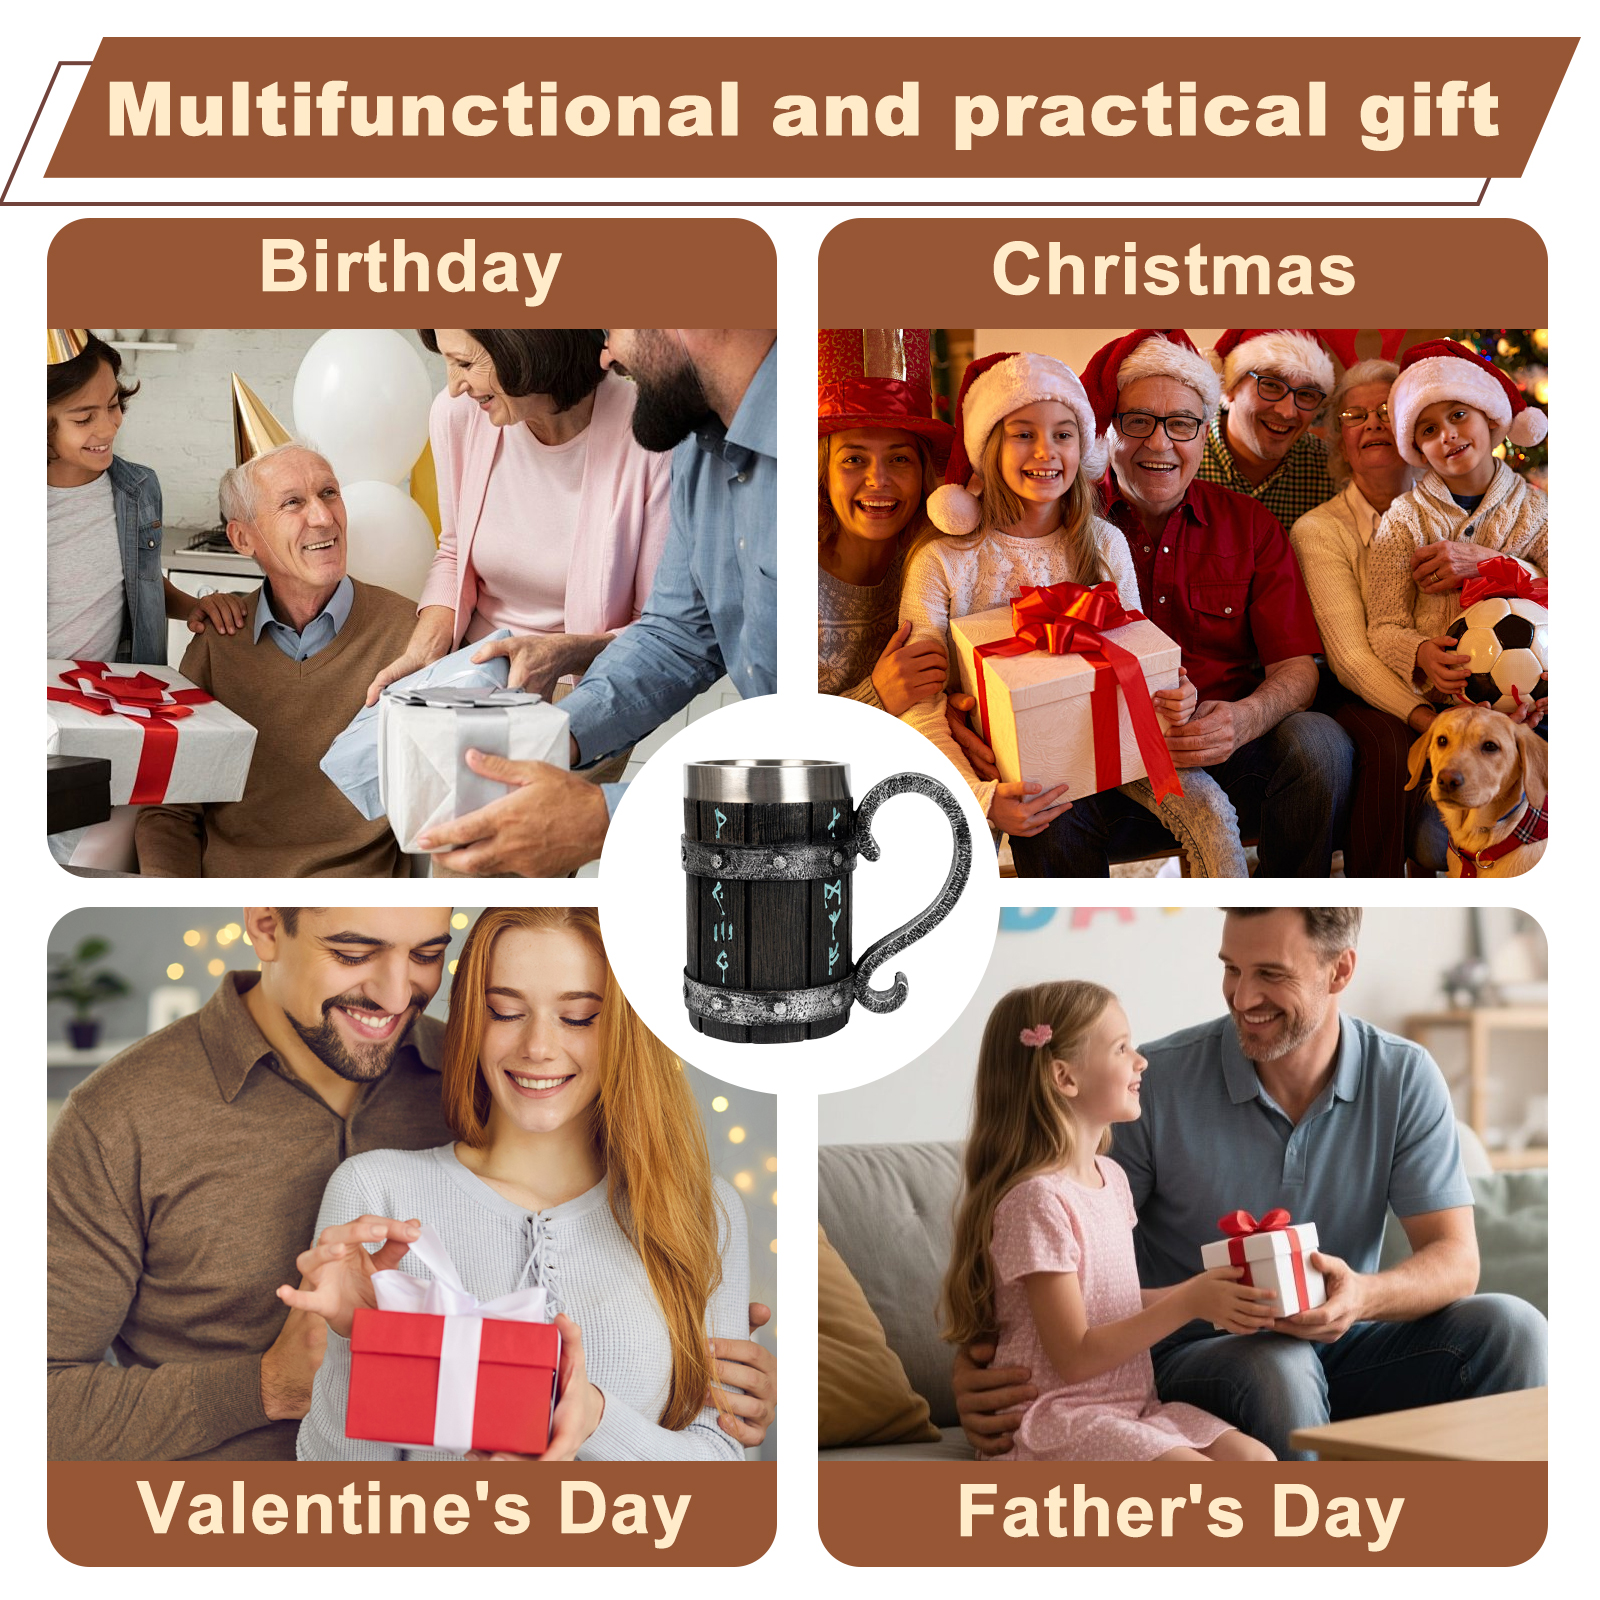 Multifunctional and practical gift
Birthday
Christmas
Valentine's Day
Father's Day